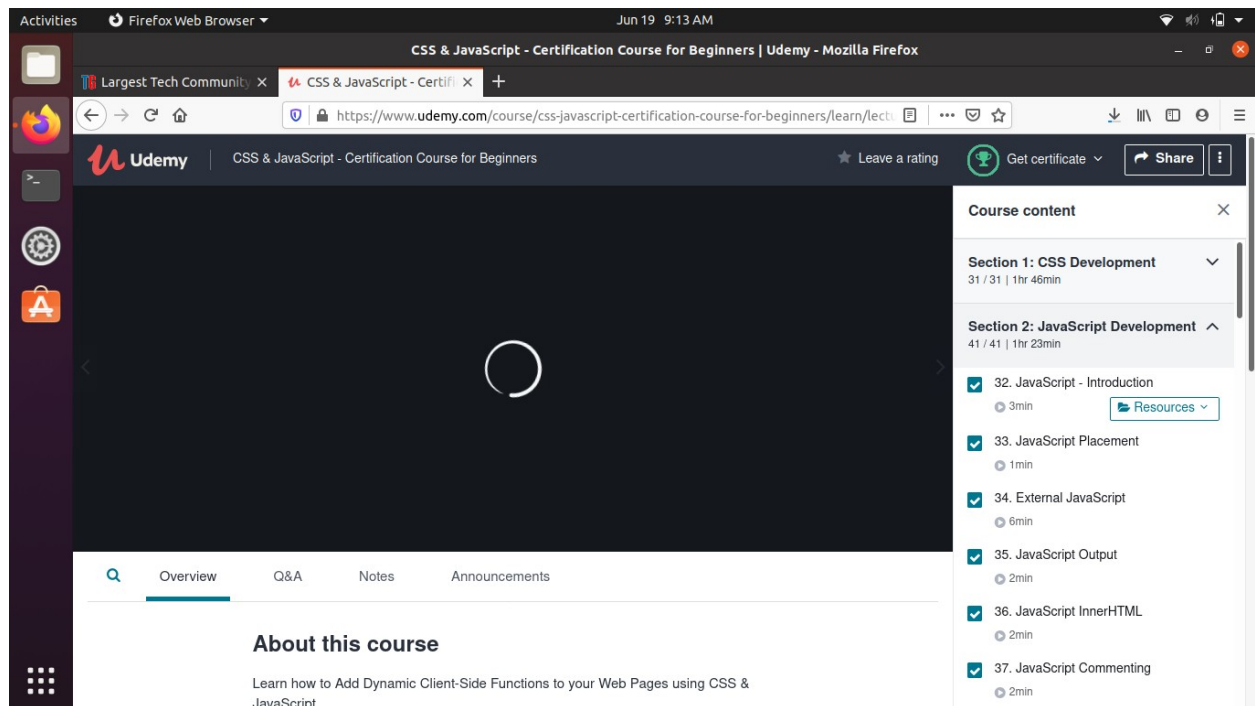 Activities
Firefox Web Browser
Jun 19 9:13 AM
CSS & JavaScript - Certification Course for Beginners | Udemy - Mozilla Firefox
Largest Tech Community
CSS & JavaScript - Certifi
https://www.udemy.com/course/css-javascript-certification-course-for-beginners/learn/lect
Udemy
CSS & JavaScript - Certification Course for Beginners
Leave a rating
Get certificate
Share
Course content
Section 1: CSS Development
31 / 31 | 1hr 46min
Section 2: JavaScript Development
41 / 41 | 1hr 23min
32. JavaScript - Introduction
3min
Resources
33. JavaScript Placement
1min
34. External JavaScript
6min
35. JavaScript Output
2min
36. JavaScript InnerHTML
2min
37. JavaScript Commenting
2min
Overview
Q&A
Notes
Announcements
About this course
Learn how to Add Dynamic Client-Side Functions to your Web Pages using CSS &
JavaScript